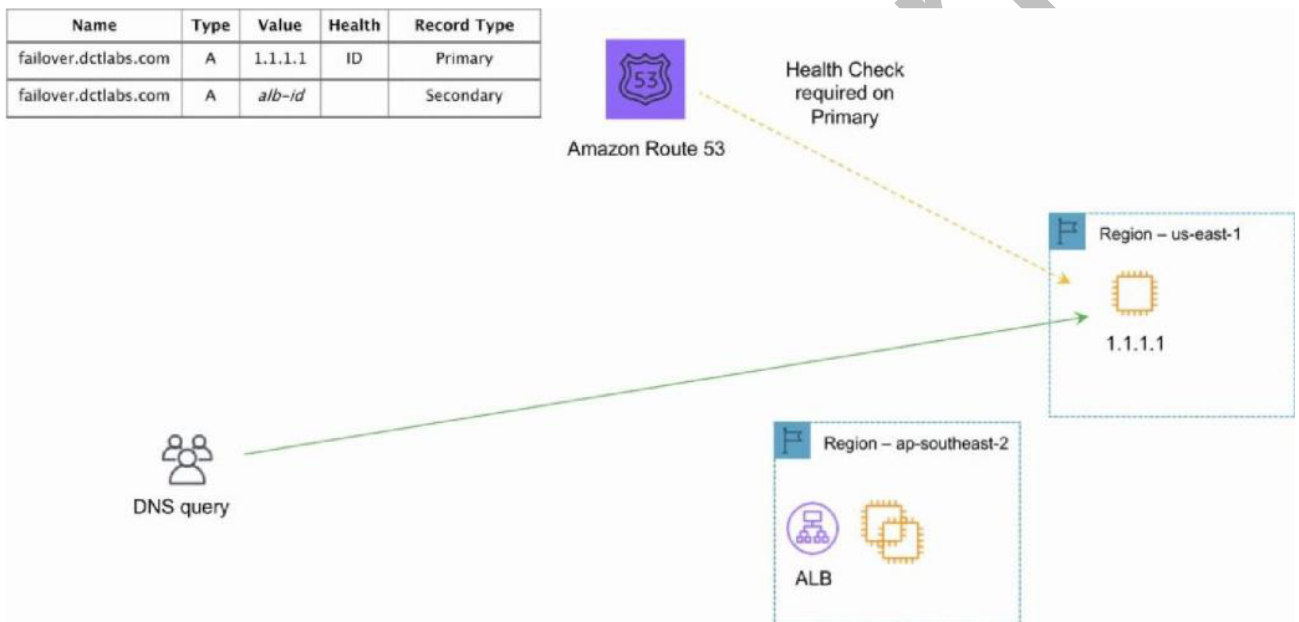 Name Type Value Health Record Type
failover.dctlabs.com A 1.1.1.1 ID Primary
failover.dctlabs.com A alb-id Secondary
53
Amazon Route 53
Health Check
required on
Primary
Region – us-east-1
1.1.1.1
DNS query
Region – ap-southeast-2
ALB